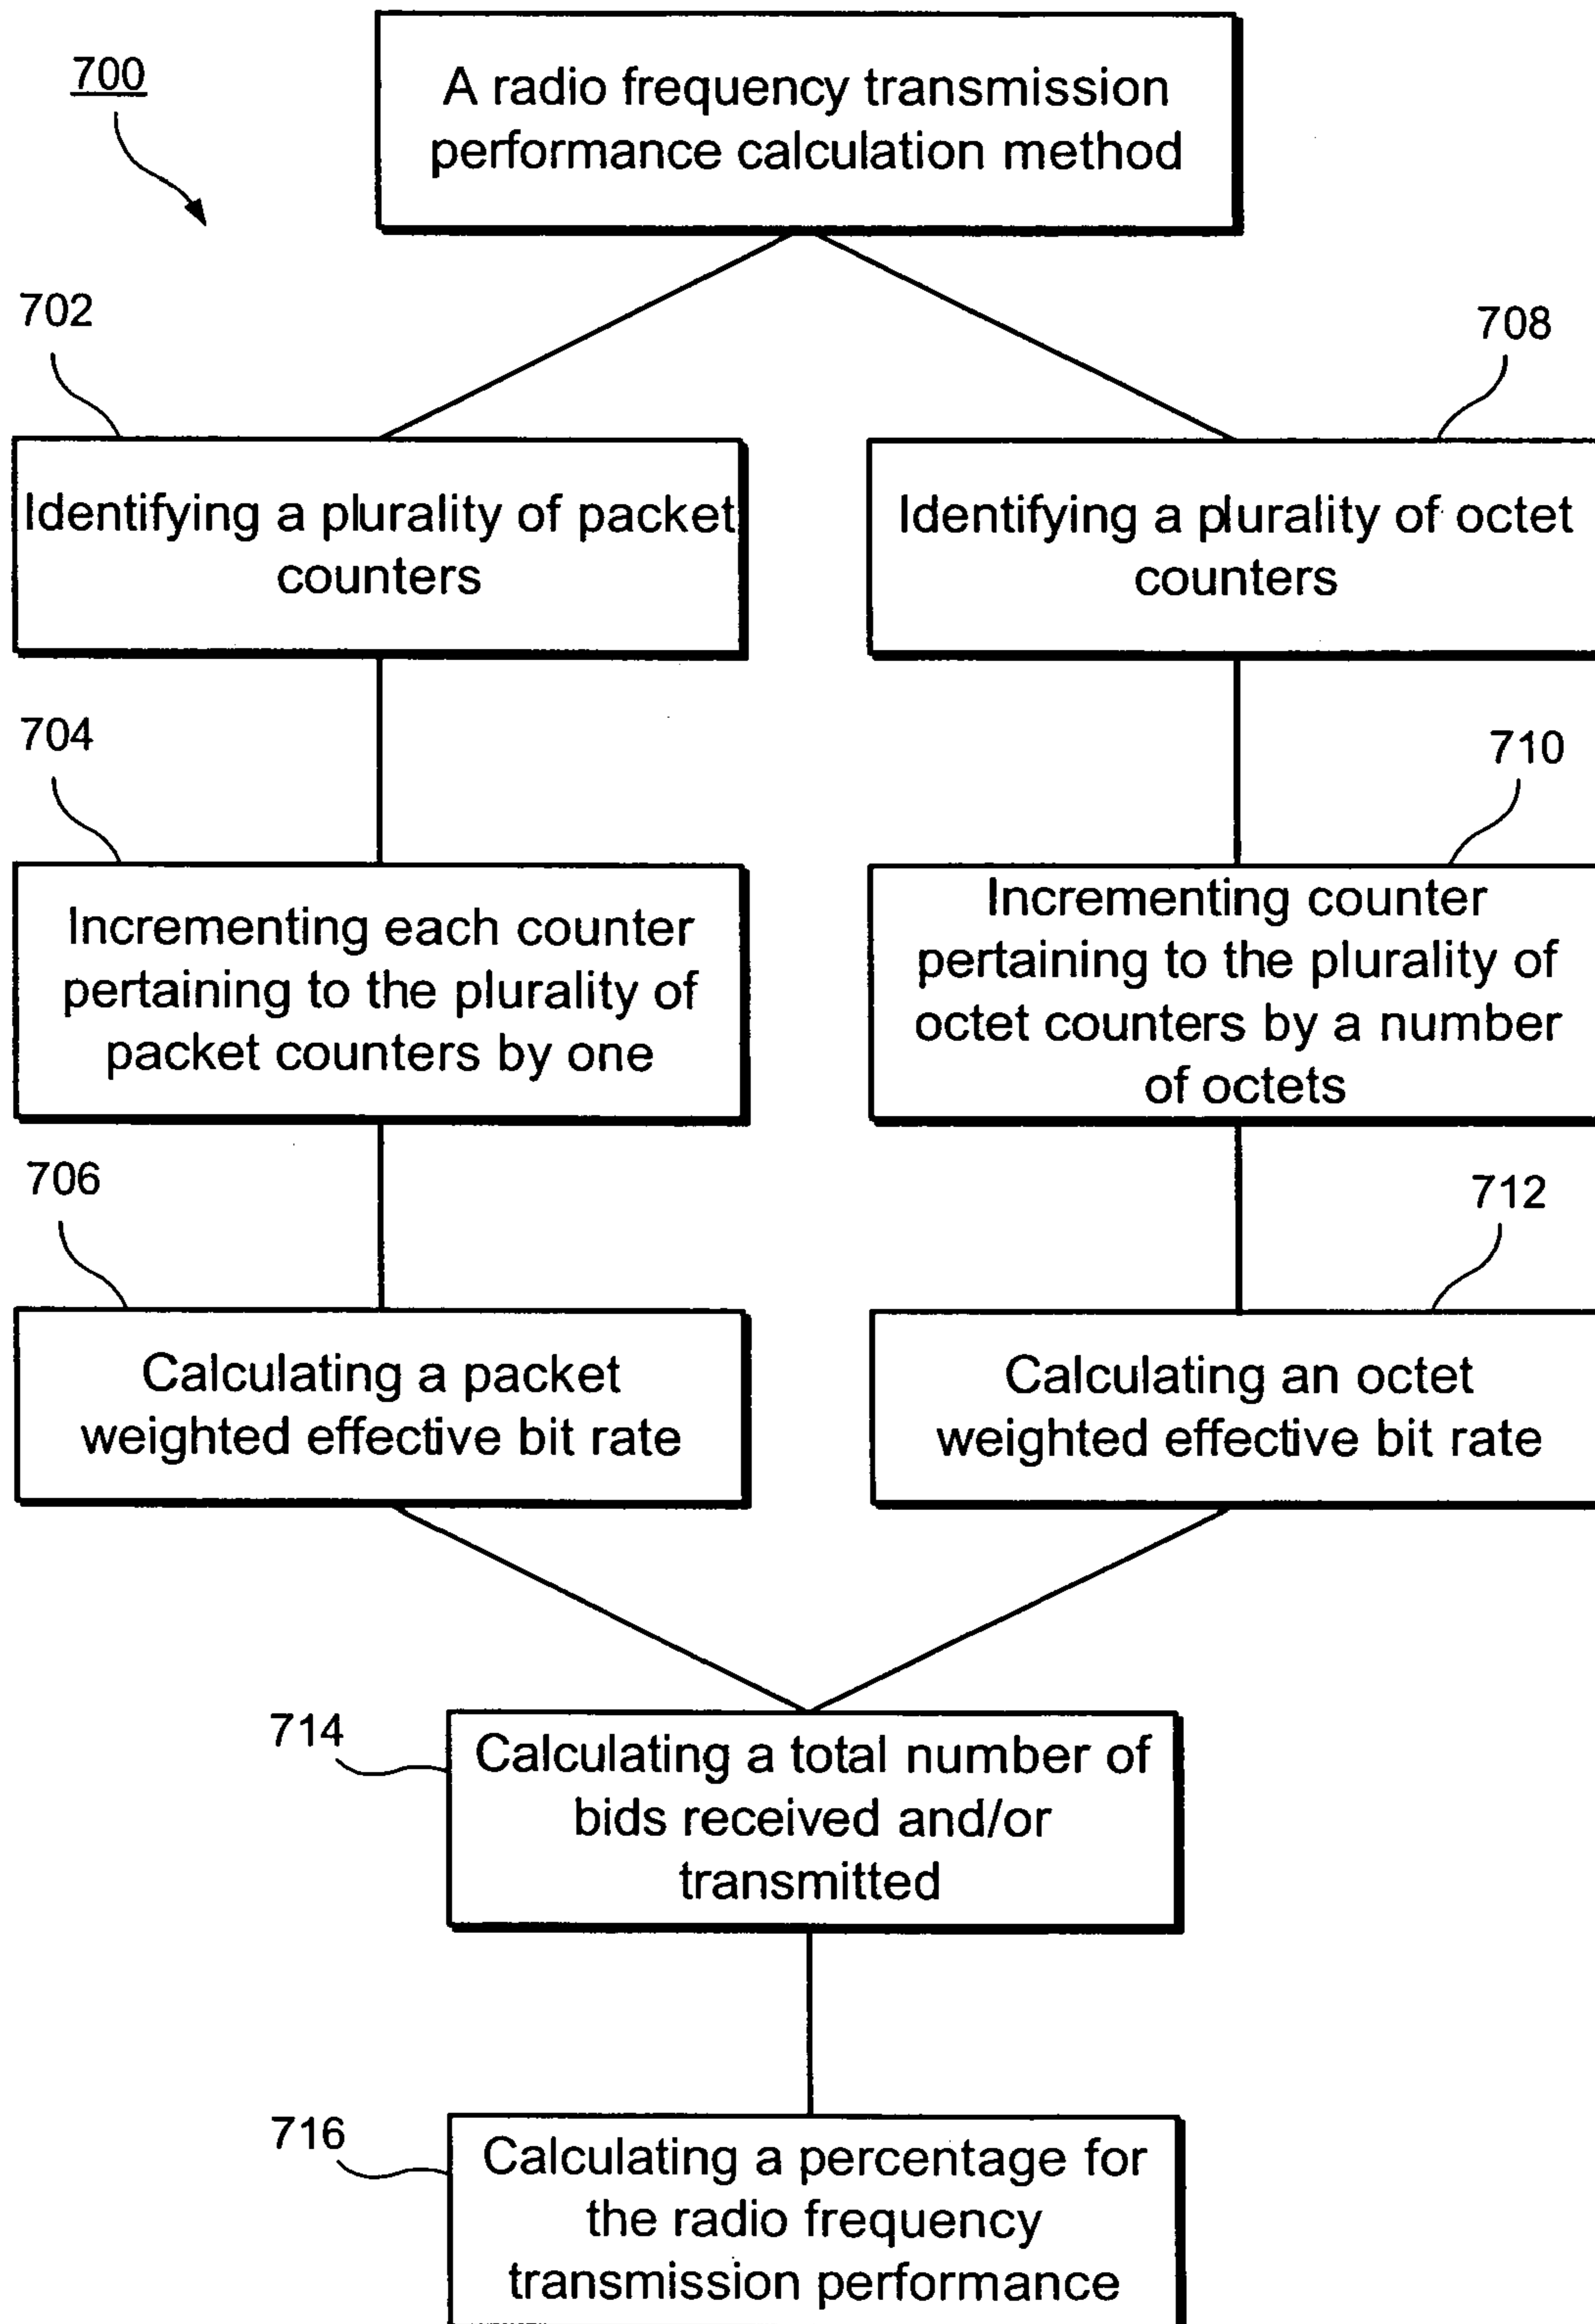 700
A radio frequency transmission
performance calculation method
702
708
Identifying a plurality of packet
counters
Identifying a plurality of octet
counters
704
710
Incrementing each counter
pertaining to the plurality of
packet counters by one
Incrementing counter
pertaining to the plurality of
octet counters by a number
of octets
706
712
Calculating a packet
weighted effective bit rate
Calculating an octet
weighted effective bit rate
714
Calculating a total number of
bids received and/or
transmitted
716
Calculating a percentage for
the radio frequency
transmission performance